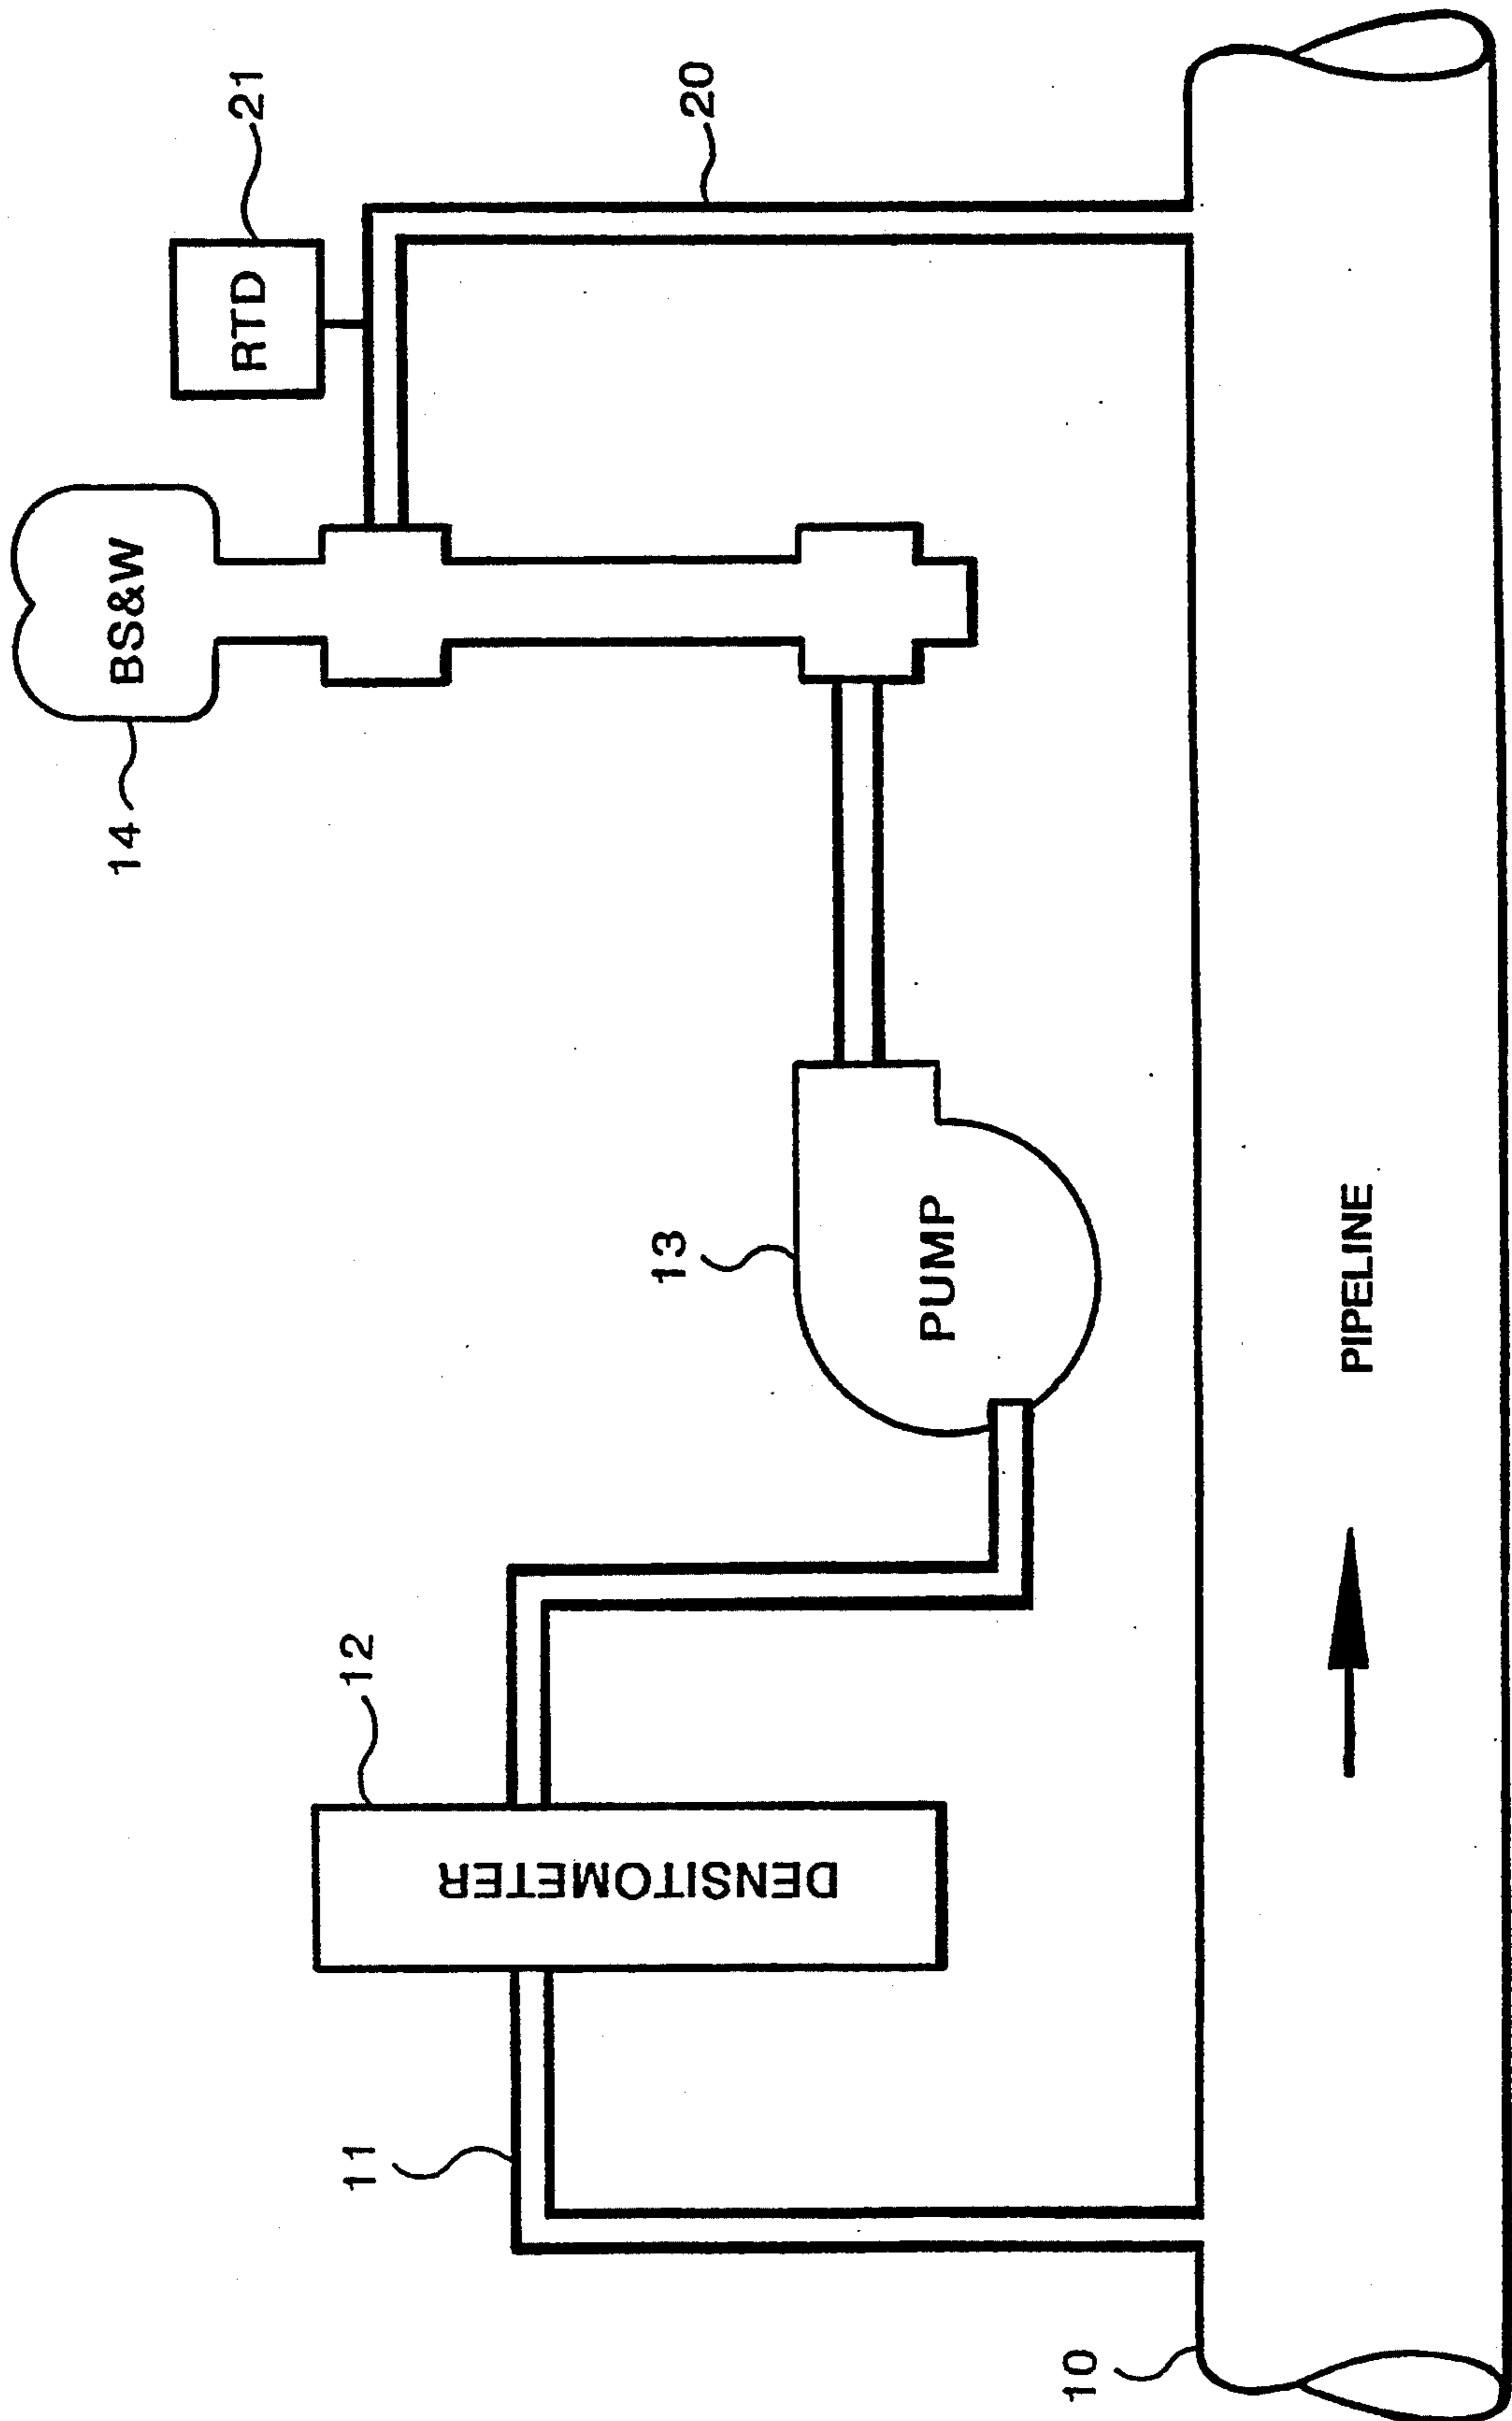 21
RTD
BS&W
14
20
12
DENSITOMETER
11
13
PUMP
PIPELINE
10